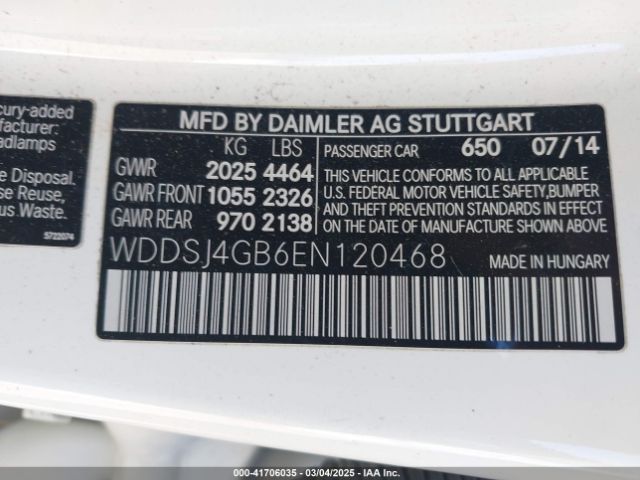 cury-added
facturer:
adlamps
e Disposal.
e Reuse,
us Waste.
5722074
MFD BY DAIMLER AG STUTTGART
KG LBS PASSENGER CAR 650 07/14
GVWR 2025 4464 THIS VEHICLE CONFORMS TO ALL APPLICABLE
GAWR FRONT 1055 2326 U.S. FEDERAL MOTOR VEHICLE SAFETY, BUMPER
AND THEFT PREVENTION STANDARDS IN EFFECT
GAWR REAR 970 2138 ON THE DATE OF MANUFACTURE SHOWN ABOVE.
WDDSJ4GB6EN120468 MADE IN HUNGARY
000-41706035 - 03/04/2025 - IAA Inc.